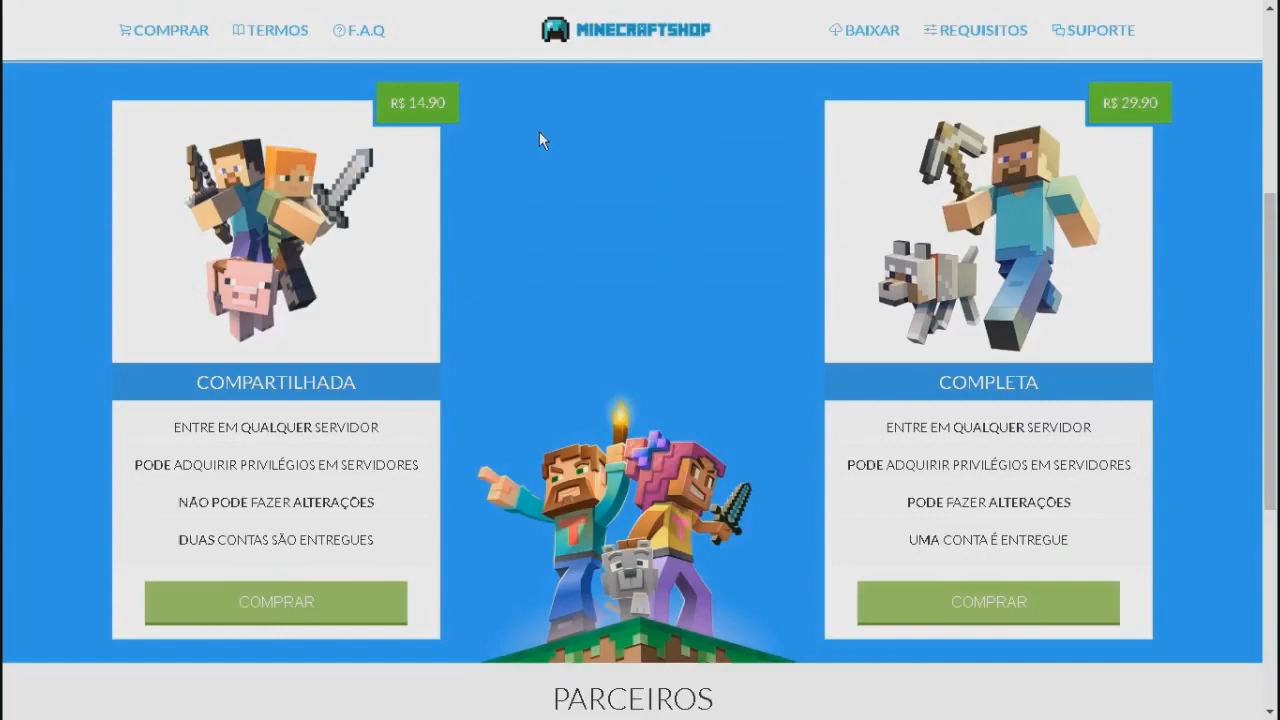 COMPRAR TERMOS F.A.Q MINECRAFTSHOP BAIXAR REQUISITOS SUPORTE
R$ 14.90
COMPARTILHADA
ENTRE EM QUALQUER SERVIDOR
PODE ADQUIRIR PRIVILÉGIOS EM SERVIDORES
NÃO PODE FAZER ALTERAÇÕES
DUAS CONTAS SÃO ENTREGUES
COMPRAR
R$ 29.90
COMPLETA
ENTRE EM QUALQUER SERVIDOR
PODE ADQUIRIR PRIVILÉGIOS EM SERVIDORES
PODE FAZER ALTERAÇÕES
UMA CONTA É ENTREGUE
COMPRAR
PARCEIROS